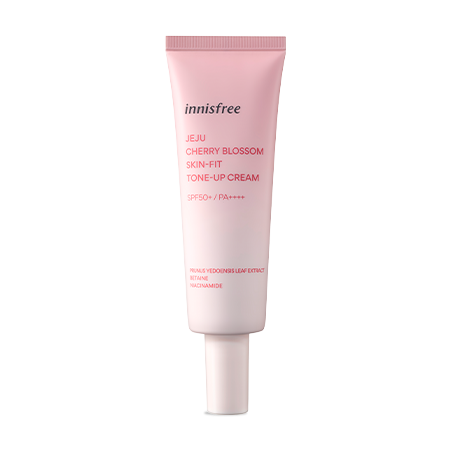 innisfree
JEJU
CHERRY BLOSSOM
SKIN-FIT
TONE-UP CREAM
SPF50+ / PA++++
PRUNUS YEDOENSIS LEAF EXTRACT
BETAINE
NIACINAMIDE